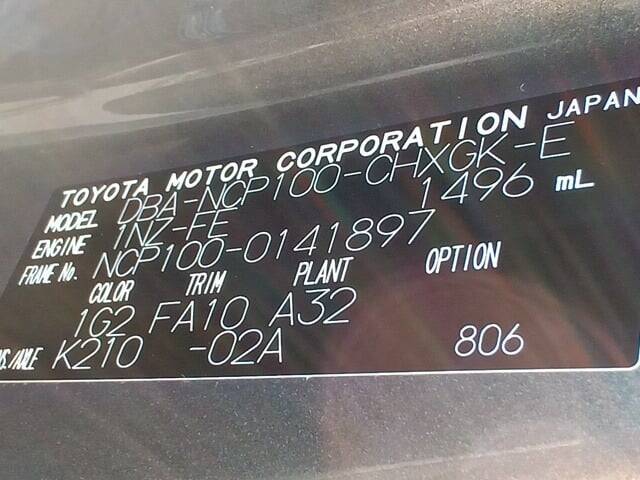 TOYOTA MOTOR CORPORATION JAPAN
MODEL DBA-NCP100-CHXGK-E
ENGINE 1NZ-FE 1496 mL
FRAME No. NCP100-0141897
COLOR TRIM PLANT OPTION
1G2 FA10 A32
K210 -02A 806